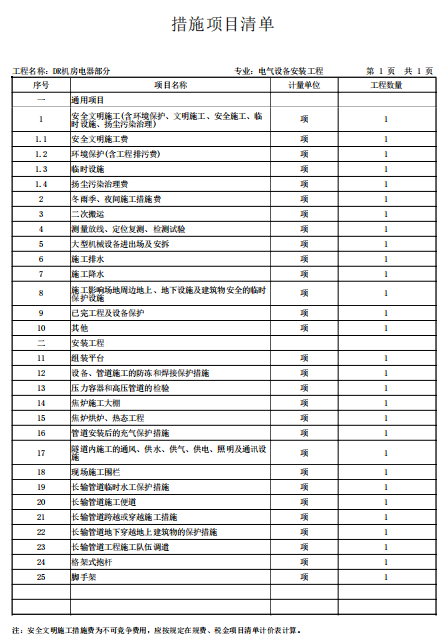 措施项目清单
工程名称：DR机房电器部分 专业：电气设备安装工程 第 1 页 共 1 页
序号 项目名称 计量单位 工程数量
一 通用项目
1 安全文明施工(含环境保护、文明施工、安全施工、临 项 1
时设施、扬尘污染治理)
1.1 安全文明施工费 项 1
1.2 环境保护(含工程排污费) 项 1
1.3 临时设施 项 1
1.4 扬尘污染治理费 项 1
2 冬雨季、夜间施工措施费 项 1
3 二次搬运 项 1
4 测量放线、定位复测、检测试验 项 1
5 大型机械设备进出场及安拆 项 1
6 施工排水 项 1
7 施工降水 项 1
8 施工影响场地周边地上、地下设施及建筑物安全的临时 项 1
保护设施
9 已完工程及设备保护 项 1
10 其他 项 1
二 安装工程
11 组装平台 项 1
12 设备、管道施工的防冻和焊接保护措施 项 1
13 压力容器和高压管道的检验 项 1
14 焦炉施工大棚 项 1
15 焦炉烘炉、热态工程 项 1
16 管道安装后的充气保护措施 项 1
17 隧道内施工的通风、供水、供气、供电、照明及通讯设 项 1
施
18 现场施工围栏 项 1
19 长输管道临时水工保护措施 项 1
20 长输管道施工便道 项 1
21 长输管道跨越或穿越施工措施 项 1
22 长输管道地下穿越地上建筑物的保护措施 项 1
23 长输管道工程施工队伍调遣 项 1
24 格架式抱杆 项 1
25 脚手架 项 1
注：安全文明施工措施费为不可竞争费用，应按规定在规费、税金项目清单计价表计算。